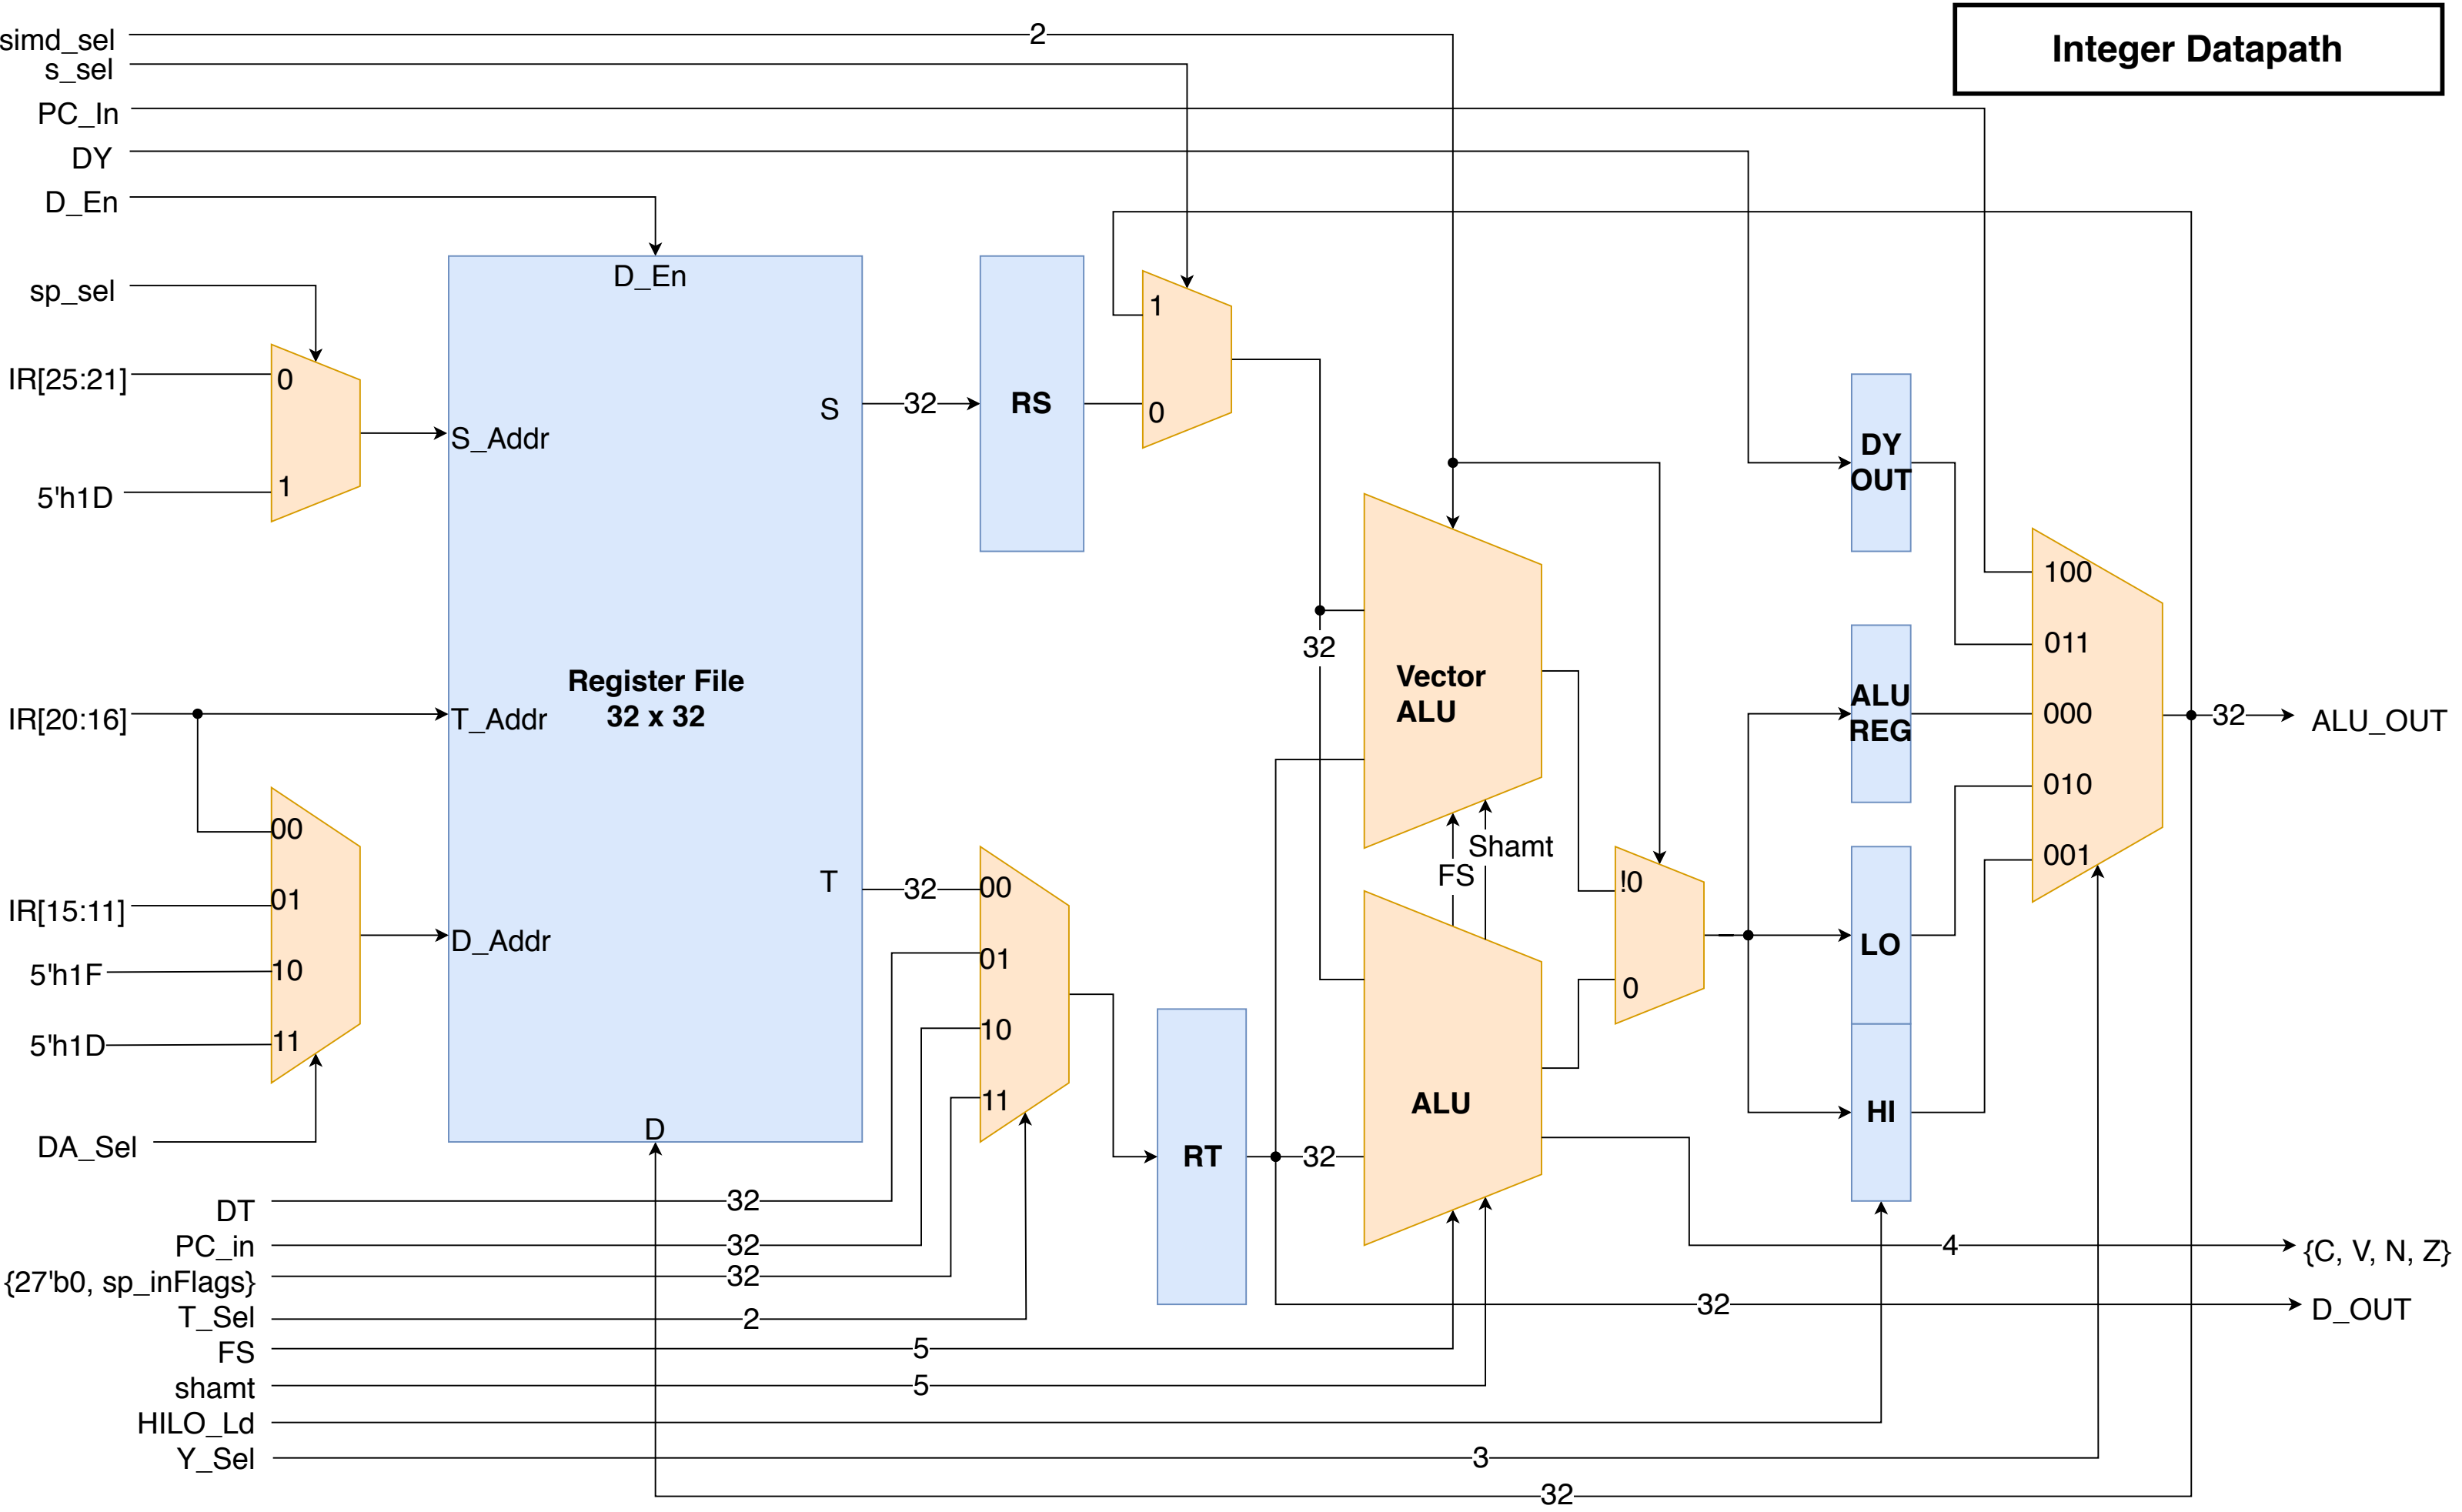 Integer Datapath
simd_sel
2
s_sel
PC_In
DY
D_En
sp_sel
IR[25:21]
0
1
5'h1D
D_En
S_Addr
S
32
RS
1
0
DY
OUT
Register File
32 x 32
IR[20:16]
T_Addr
00
IR[15:11]
01
5'h1F
10
5'h1D
11
DA_Sel
D_Addr
T
32
D
00
01
10
11
RT
32
32
Vector
ALU
FS
Shamt
ALU
!0
0
ALU
REG
LO
HI
100
011
000
010
001
32
ALU_OUT
DT
32
PC_in
32
{27'b0, sp_inFlags}
32
T_Sel
2
FS
5
shamt
5
HILO_Ld
Y_Sel
3
32
4
{C, V, N, Z}
32
D_OUT